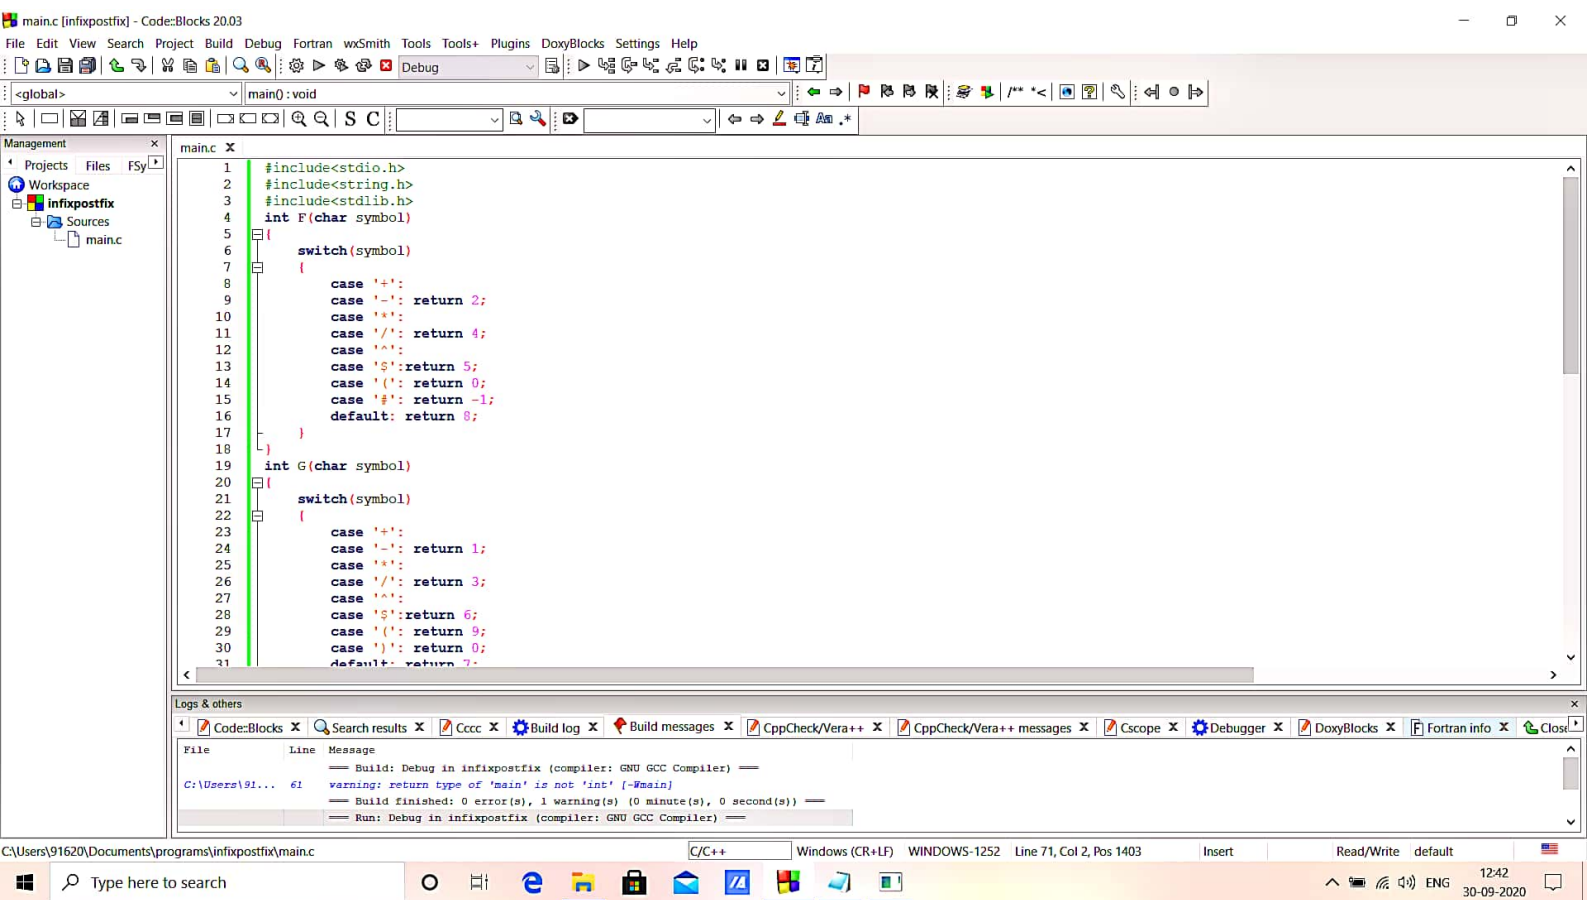 main.c [infixpostfix] - Code::Blocks 20.03
File Edit View Search Project Build Debug Fortran wxSmith Tools Tools+ Plugins DoxyBlocks Settings Help
Debug
<global> main() : void /** *<
S C Aa .*
Management
Projects Files FSy
Workspace
infixpostfix
Sources
main.c
main.c
1 #include<stdio.h>
2 #include<string.h>
3 #include<stdlib.h>
4 int F(char symbol)
5 {
6 switch(symbol)
7 {
8 case '+':
9 case '-': return 2;
10 case '*':
11 case '/': return 4;
12 case '^':
13 case '$':return 5;
14 case '(': return 0;
15 case '#': return -1;
16 default: return 8;
17 }
18 }
19 int G(char symbol)
20 {
21 switch(symbol)
22 {
23 case '+':
24 case '-': return 1;
25 case '*':
26 case '/': return 3;
27 case '^':
28 case '$':return 6;
29 case '(': return 9;
30 case ')': return 0;
31 default: return 7;
Logs & others
Code::Blocks Search results Cccc Build log Build messages CppCheck/Vera++ CppCheck/Vera++ messages Cscope Debugger DoxyBlocks Fortran info Close
File Line Message
=== Build: Debug in infixpostfix (compiler: GNU GCC Compiler) ===
C:\Users\91... 61 warning: return type of 'main' is not 'int' [-Wmain]
=== Build finished: 0 error(s), 1 warning(s) (0 minute(s), 0 second(s)) ===
=== Run: Debug in infixpostfix (compiler: GNU GCC Compiler) ===
C:\Users\91620\Documents\programs\infixpostfix\main.c C/C++ Windows (CR+LF) WINDOWS-1252 Line 71, Col 2, Pos 1403 Insert Read/Write default
Type here to search
ENG
12:42
30-09-2020